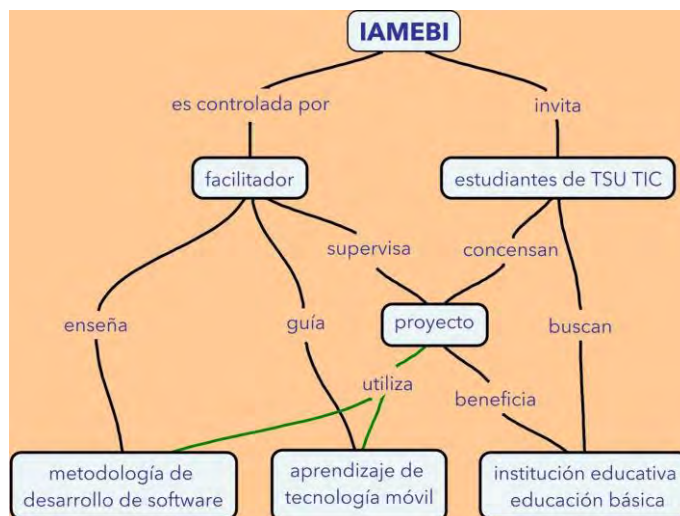 IAMEBI
es controlada por
invita
facilitador
estudiantes de TSU TIC
supervisa
concensan
enseña
guía
proyecto
buscan
utiliza
beneficia
metodología de
desarrollo de software
aprendizaje de
tecnología móvil
institución educativa
educación básica